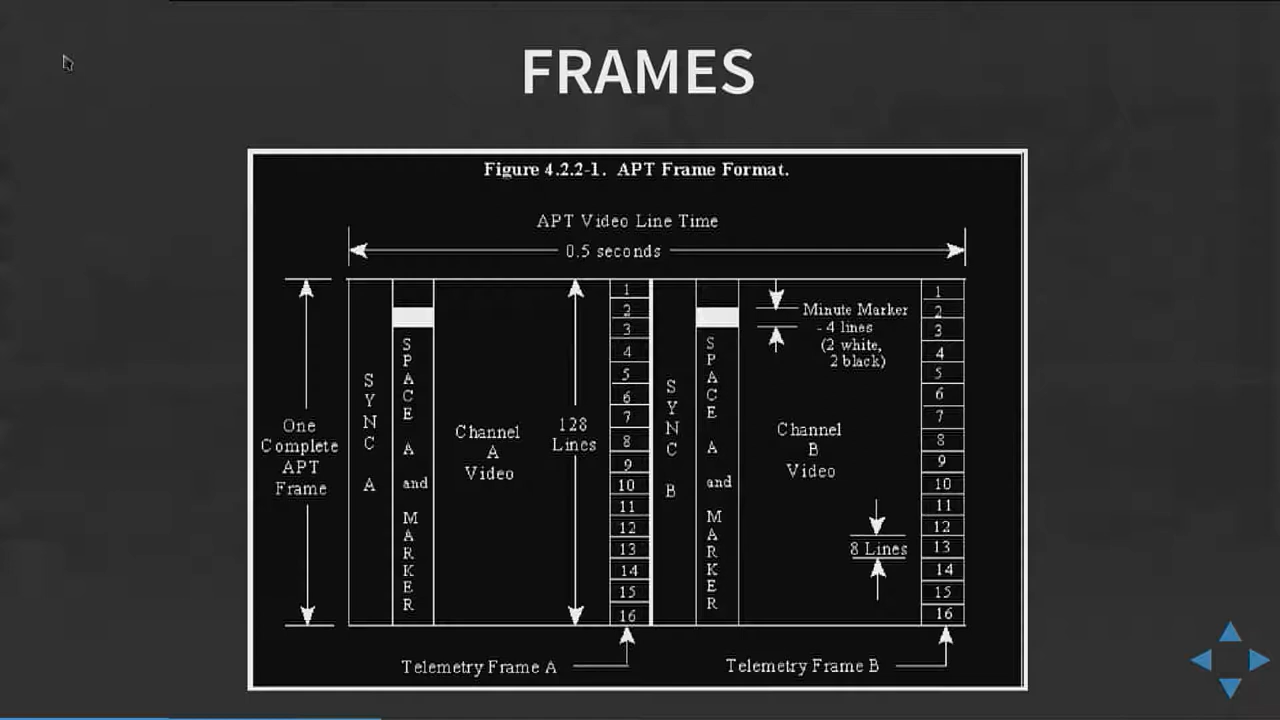 FRAMES
Figure 4.2.2-1. APT Frame Format.
APT Video Line Time
0.5 seconds
One
Complete
APT
Frame
SYNC A
SPACE A and MARKER
Channel
A
Video
128
Lines
1
2
3
4
5
6
7
8
9
10
11
12
13
14
15
16
SYNC B
SPACE A and MARKER
Minute Marker
- 4 lines
(2 white,
2 black)
Channel
B
Video
8 Lines
1
2
3
4
5
6
7
8
9
10
11
12
13
14
15
16
Telemetry Frame A
Telemetry Frame B